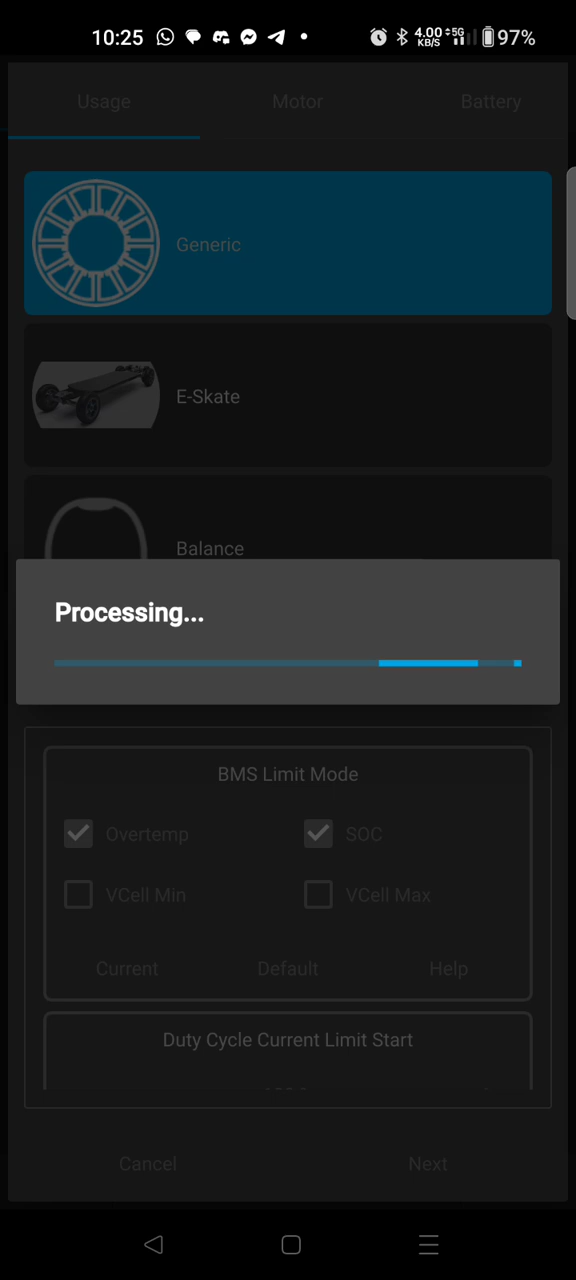 10:25 4.00 KB/S 5G 97%
Usage Motor Battery
Generic
E-Skate
Balance
Processing...
BMS Limit Mode
Overtemp SOC
VCell Min VCell Max
Current Default Help
Duty Cycle Current Limit Start
Cancel Next